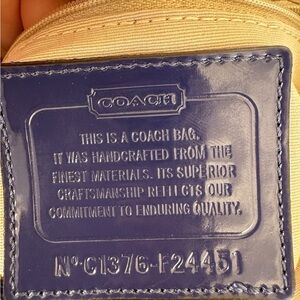 COACH
THIS IS A COACH BAG.
IT WAS HANDCRAFTED FROM THE
FINEST MATERIALS. ITS SUPERIOR
CRAFTSMANSHIP REFLECTS OUR
COMMITMENT TO ENDURING QUALITY.
Nº C1376-F24451